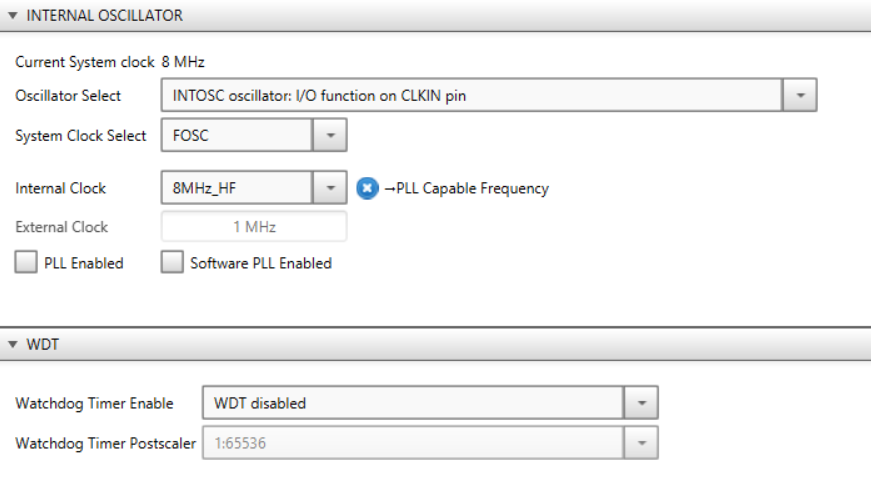 INTERNAL OSCILLATOR
Current System clock 8 MHz
Oscillator Select INTOSC oscillator: I/O function on CLKIN pin
System Clock Select FOSC
Internal Clock 8MHz_HF →PLL Capable Frequency
External Clock 1 MHz
PLL Enabled Software PLL Enabled
WDT
Watchdog Timer Enable WDT disabled
Watchdog Timer Postscaler 1:65536